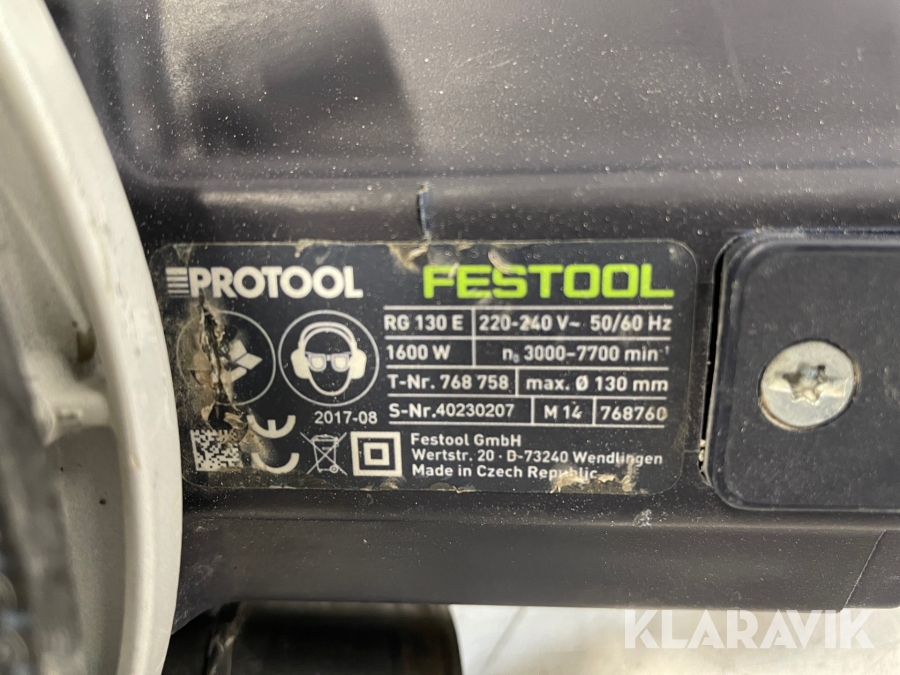 PROTOOL FESTOOL
RG 130 E 220-240 V~ 50/60 Hz
1600 W n₀ 3000-7700 min⁻¹
T-Nr. 768 758 max. Ø 130 mm
2017-08 S-Nr. 40230207 M 14 768760
Festool GmbH
Wertstr. 20 · D-73240 Wendlingen
Made in Czech Republic
KLARAVIK